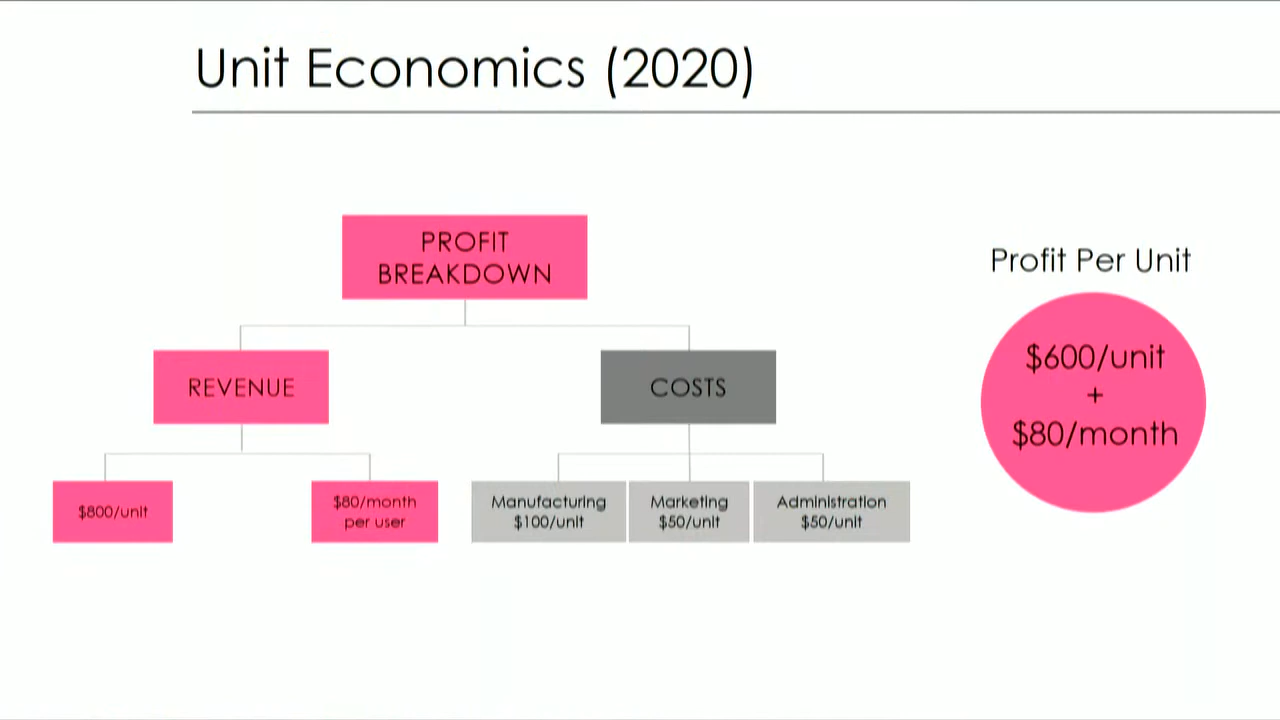 Unit Economics (2020)
PROFIT
BREAKDOWN
REVENUE
COSTS
$800/unit
$80/month
per user
Manufacturing
$100/unit
Marketing
$50/unit
Administration
$50/unit
Profit Per Unit
$600/unit
+
$80/month